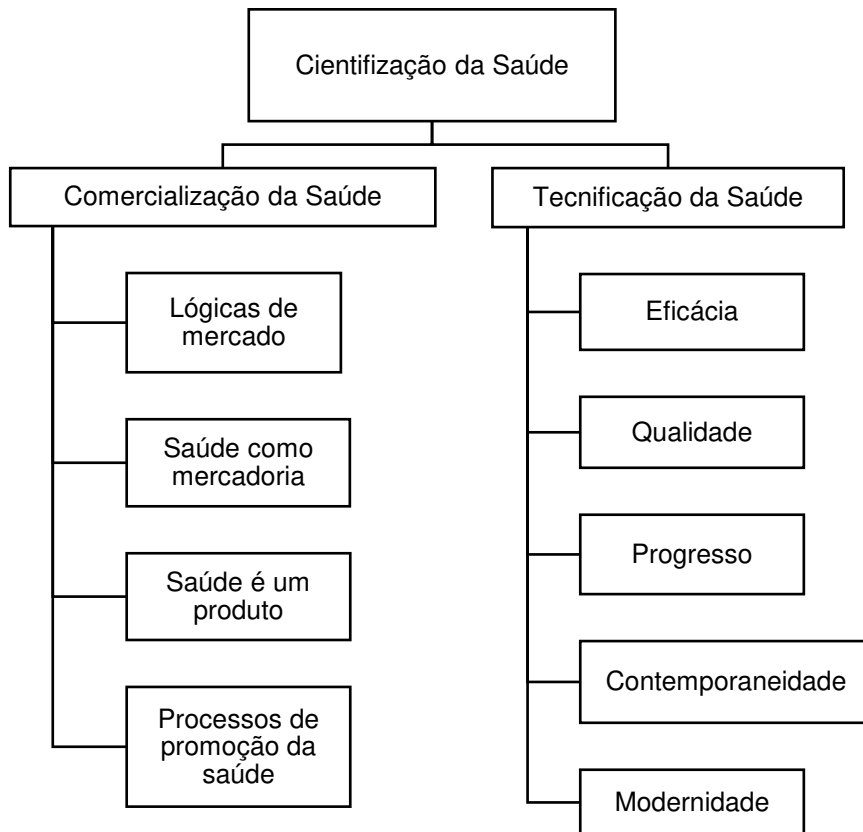 Cientifização da Saúde
Comercialização da Saúde
Lógicas de
mercado
Saúde como
mercadoria
Saúde é um
produto
Processos de
promoção da
saúde
Tecnificação da Saúde
Eficácia
Qualidade
Progresso
Contemporaneidade
Modernidade